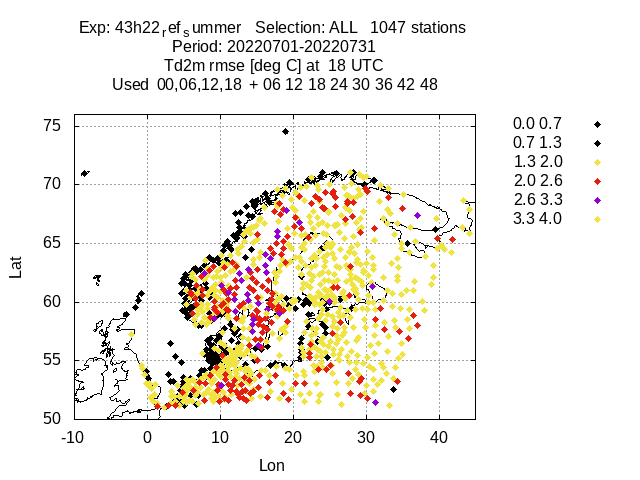 Exp: 43h22refsummer   Selection: ALL   1047 stations
Period: 20220701-20220731
Td2m rmse [deg C] at  18 UTC
Used  00,06,12,18  + 06 12 18 24 30 36 42 48
0.0 0.7
0.7 1.3
1.3 2.0
2.0 2.6
2.6 3.3
3.3 4.0
75
70
65
60
55
50
Lat
-10 0 10 20 30 40
Lon